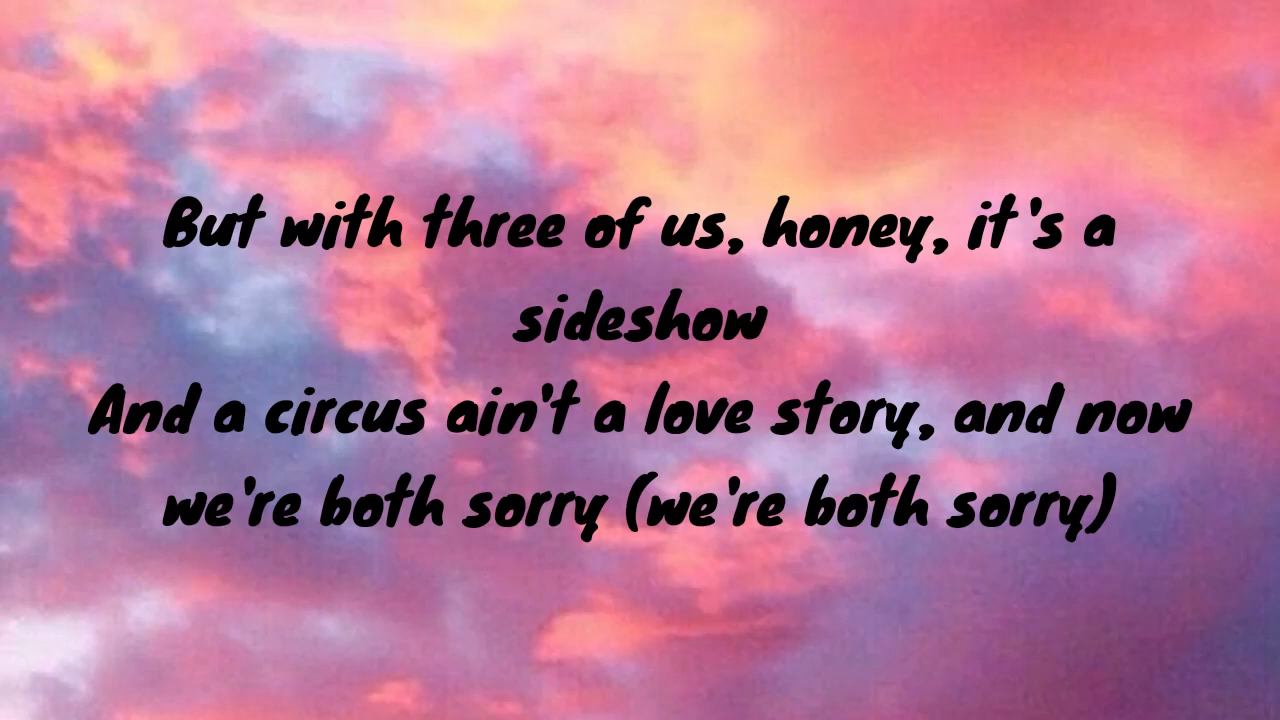 But with three of us, honey, it's a
sideshow
And a circus ain't a love story, and now
we're both sorry (we're both sorry)